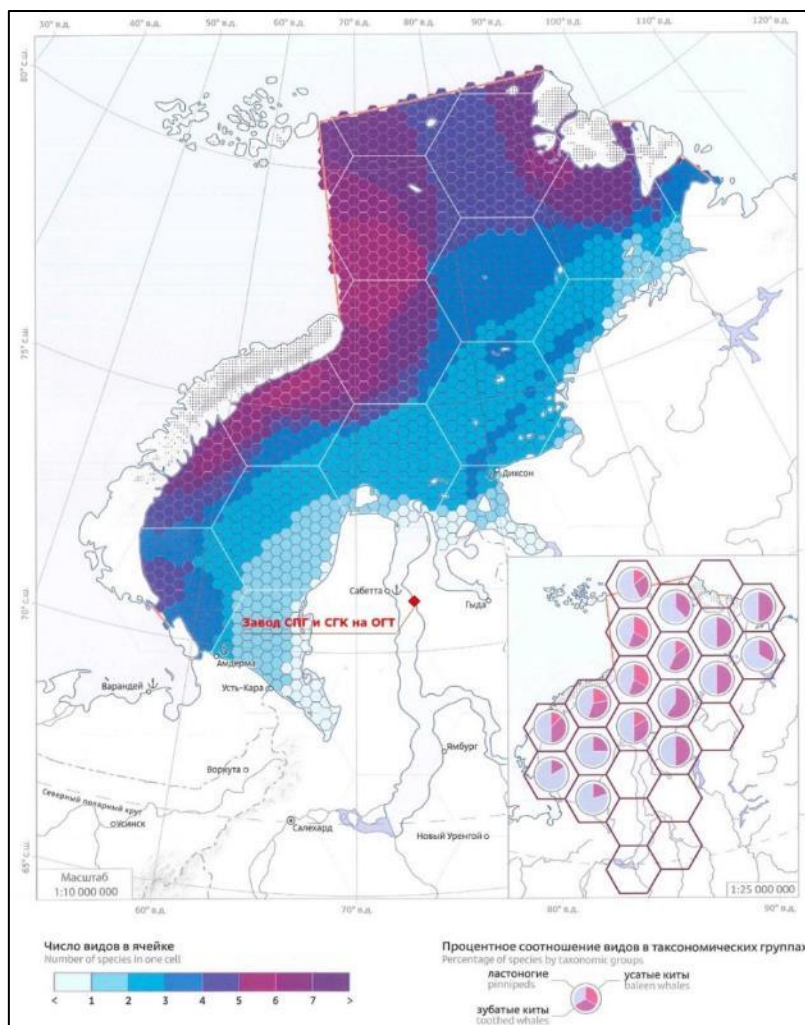 30° в.д. 40° в.д. 50° в.д. 60° в.д. 70° в.д. 80° в.д. 90° в.д. 100° в.д. 110° в.д. 120° в.д.
80° с.ш.
75° с.ш.
70° с.ш.
65° с.ш.
Диксон
Сабетта
Гыда
Завод СПГ и СГК на ОГТ
Амдерма
Варандей
Усть-Кара
Ямбург
Воркута
Северный полярный круг
Усинск
Салехард
Новый Уренгой
Масштаб
1:10 000 000
1:25 000 000
60° в.д. 70° в.д. 80° в.д. 90° в.д.
Число видов в ячейке
Number of species in one cell
< 1 2 3 4 5 6 7 >
Процентное соотношение видов в таксономических группах
Percentage of species by taxonomic groups
ластоногие
pinnipeds
усатые киты
baleen whales
зубатые киты
toothed whales